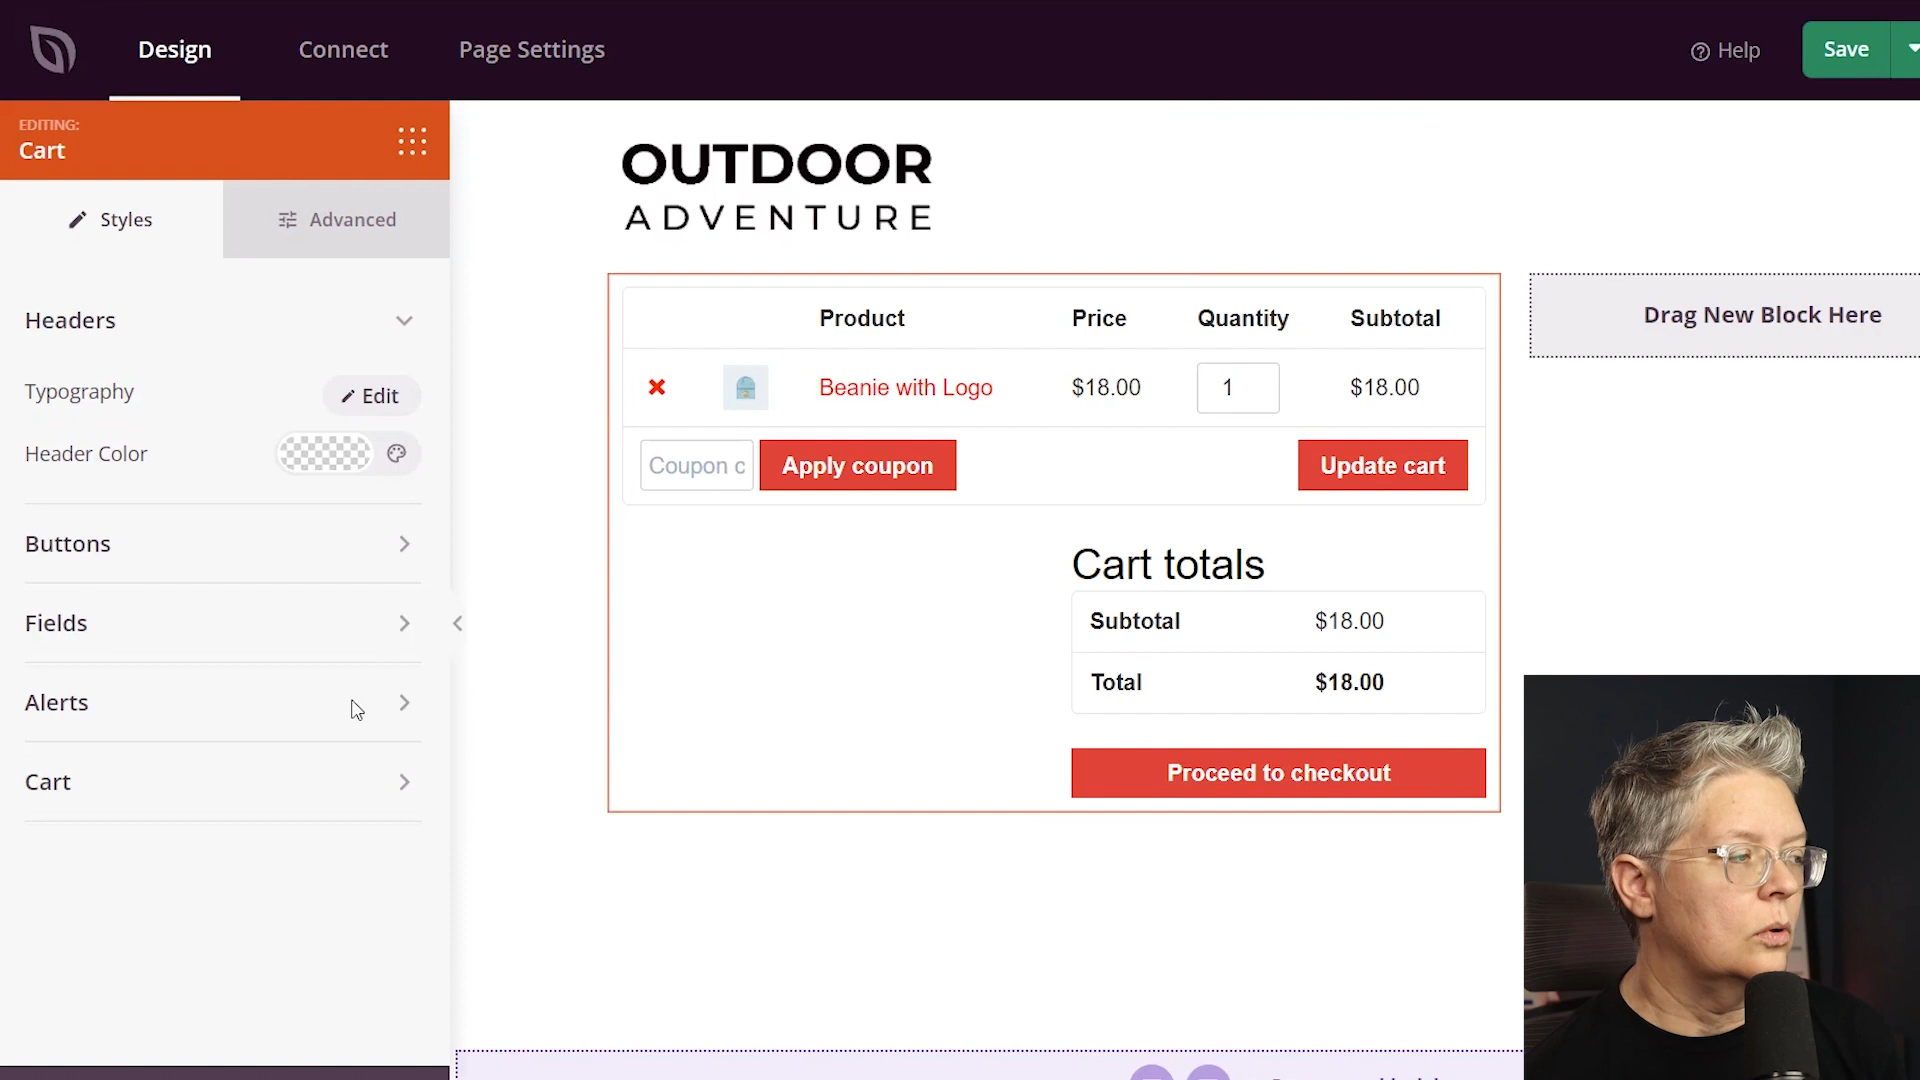 Design
Connect
Page Settings
Help
Save
EDITING:
Cart
Styles
Advanced
Headers
Typography
Edit
Header Color
Buttons
Fields
Alerts
Cart
OUTDOOR
ADVENTURE
Product Price Quantity Subtotal
Beanie with Logo $18.00 1 $18.00
Coupon c
Apply coupon
Update cart
Cart totals
Subtotal $18.00
Total $18.00
Proceed to checkout
Drag New Block Here